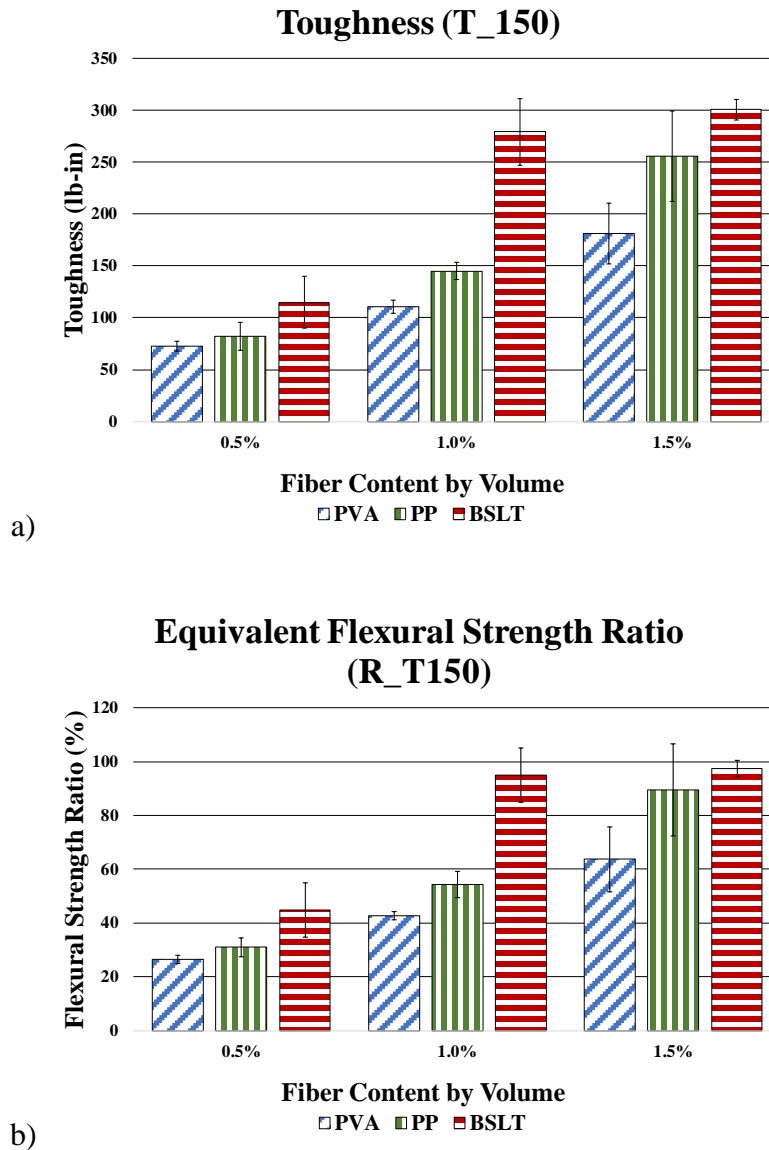 Toughness (T_150)
350
300
250
200
150
100
50
0
Toughness (lb-in)
0.5% 1.0% 1.5%
Fiber Content by Volume
PVA PP BSLT
a)
Equivalent Flexural Strength Ratio
(R_T150)
120
100
80
60
40
20
0
Flexural Strength Ratio (%)
0.5% 1.0% 1.5%
Fiber Content by Volume
PVA PP BSLT
b)